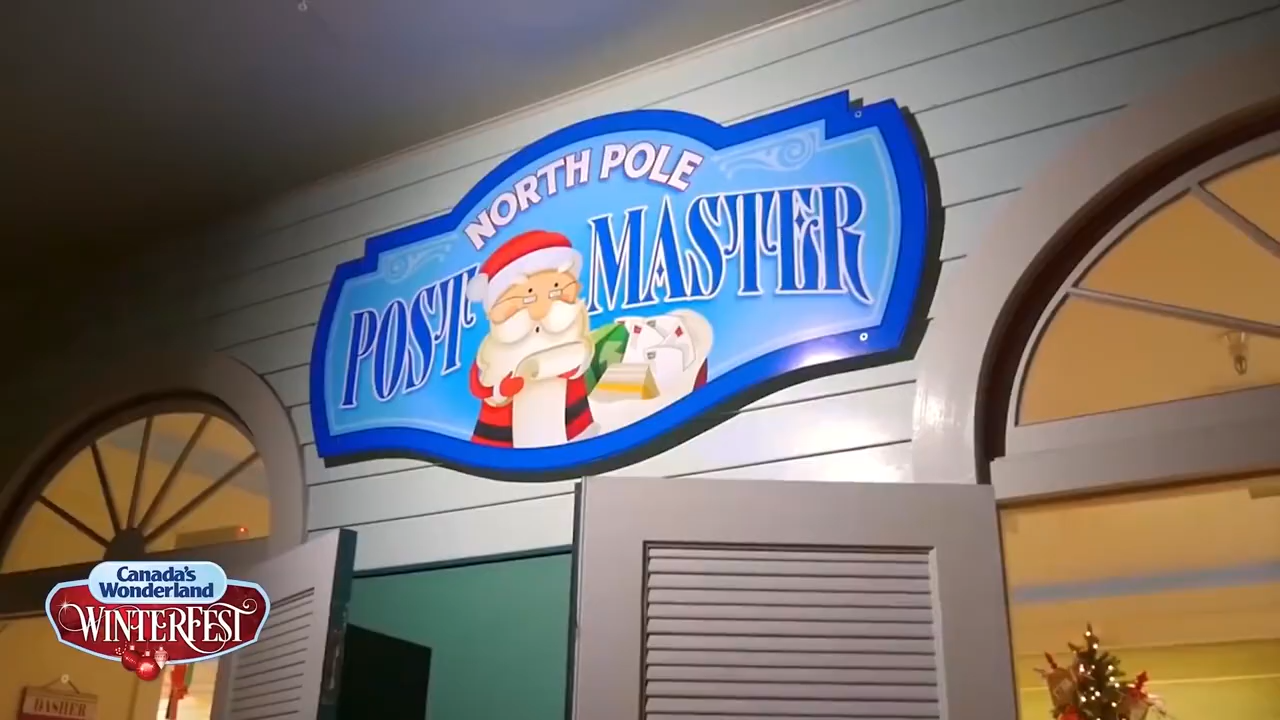 NORTH POLE
POST MASTER
Canada's
Wonderland
WINTERFEST
DASHER